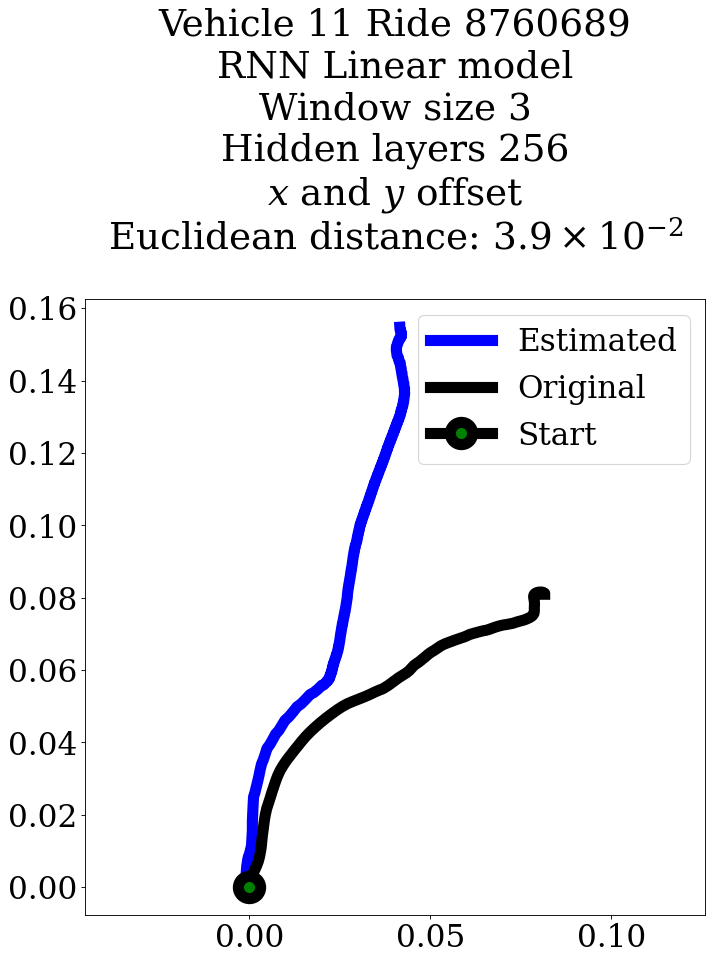 Vehicle 11 Ride 8760689
RNN Linear model
Window size 3
Hidden layers 256
x and y offset
Euclidean distance: 3.9 × 10⁻²
0.16
0.14
0.12
0.10
0.08
0.06
0.04
0.02
0.00
Estimated
Original
Start
0.00 0.05 0.10